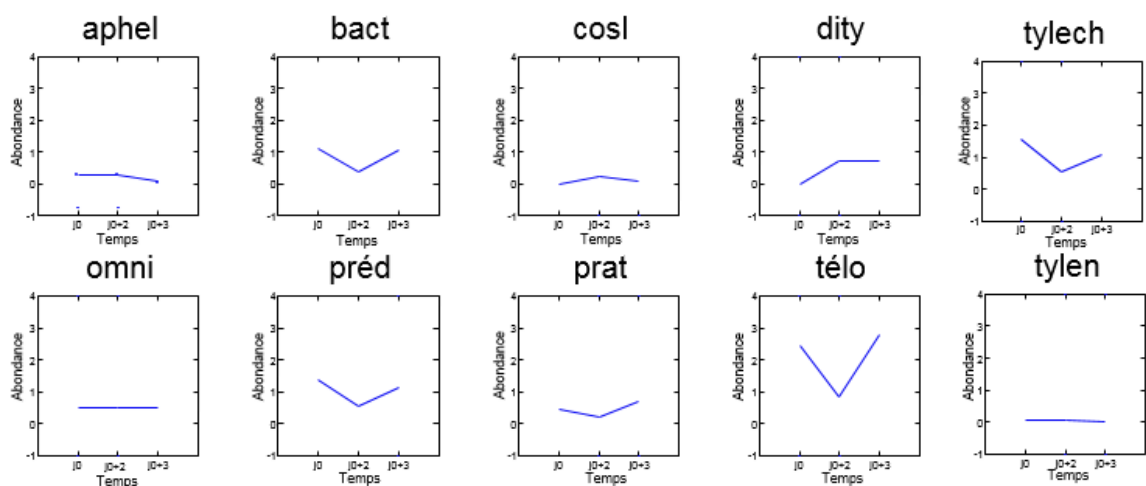 aphel bact cosl dity tylech
4 4 4 4 4
3 3 3 3 3
2 2 2 2 2
1 1 1 1 1
0 0 0 0 0
-1 -1 -1 -1 -1
Abondance Abondance Abondance Abondance Abondance
j0 j0+2 j0+3 j0 j0+2 j0+3 j0 j0+2 j0+3 j0 j0+2 j0+3 j0 j0+2 j0+3
Temps Temps Temps Temps Temps
omni préd prat télo tylen
4 4 4 4 4
3 3 3 3 3
2 2 2 2 2
1 1 1 1 1
0 0 0 0 0
-1 -1 -1 -1 -1
Abondance Abondance Abondance Abondance Abondance
j0 j0+2 j0+3 j0 j0+2 j0+3 j0 j0+2 j0+3 j0 j0+2 j0+3 j0 j0+2 j0+3
Temps Temps Temps Temps Temps